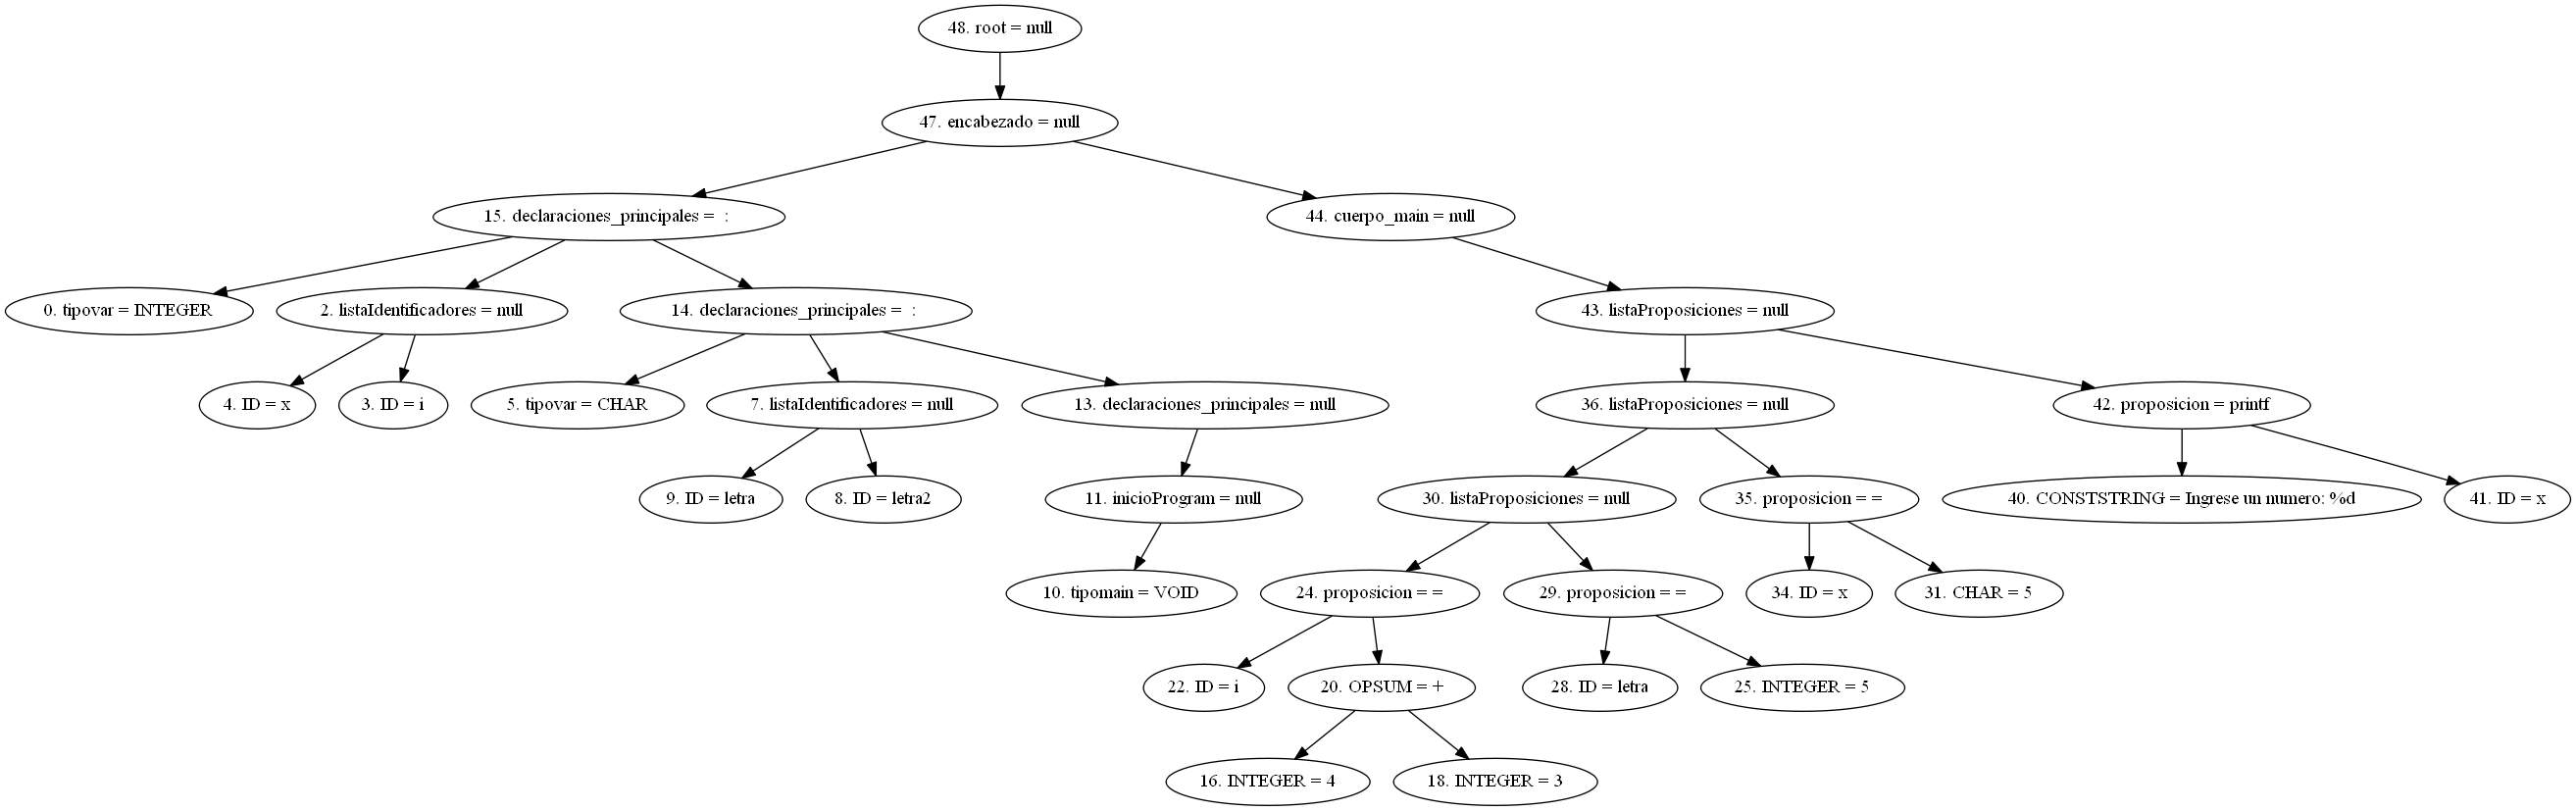 48. root = null
47. encabezado = null
15. declaraciones_principales = :
44. cuerpo_main = null
0. tipovar = INTEGER
2. listaIdentificadores = null
14. declaraciones_principales = :
43. listaProposiciones = null
4. ID = x
3. ID = i
5. tipovar = CHAR
7. listaIdentificadores = null
13. declaraciones_principales = null
36. listaProposiciones = null
42. proposicion = printf
9. ID = letra
8. ID = letra2
11. inicioProgram = null
30. listaProposiciones = null
35. proposicion = =
40. CONSTSTRING = Ingrese un numero: %d
41. ID = x
10. tipomain = VOID
24. proposicion = =
29. proposicion = =
34. ID = x
31. CHAR = 5
22. ID = i
20. OPSUM = +
28. ID = letra
25. INTEGER = 5
16. INTEGER = 4
18. INTEGER = 3